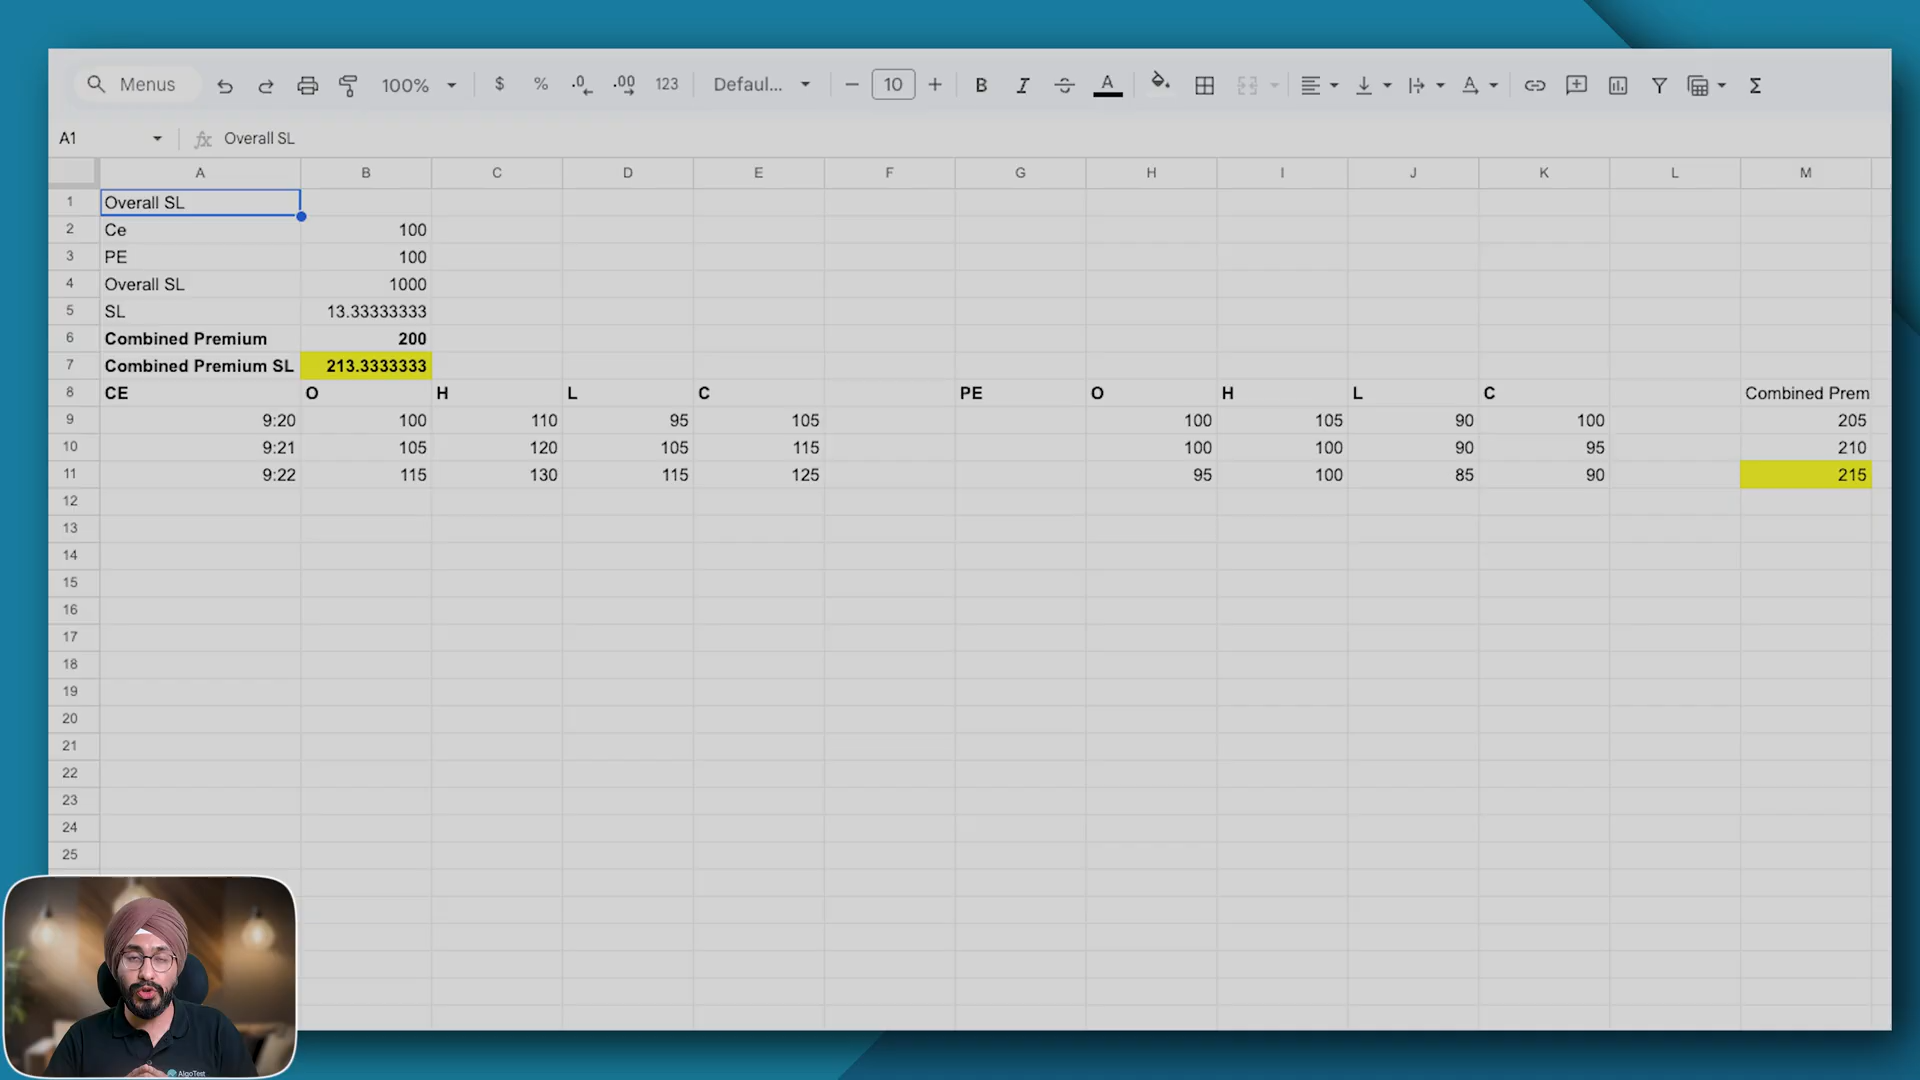 Menus 100% $ % .0 .00 123 Defaul... 10 B I A A Σ
A1 fx Overall SL
A B C D E F G H I J K L M
1 Overall SL
2 Ce 100
3 PE 100
4 Overall SL 1000
5 SL 13.33333333
6 Combined Premium 200
7 Combined Premium SL 213.3333333
8 CE O H L C PE O H L C Combined Prem
9 9:20 100 110 95 105 100 105 90 100 205
10 9:21 105 120 105 115 100 100 90 95 210
11 9:22 115 130 115 125 95 100 85 90 215
12
13
14
15
16
17
18
19
20
21
22
23
24
25
AlgoTest